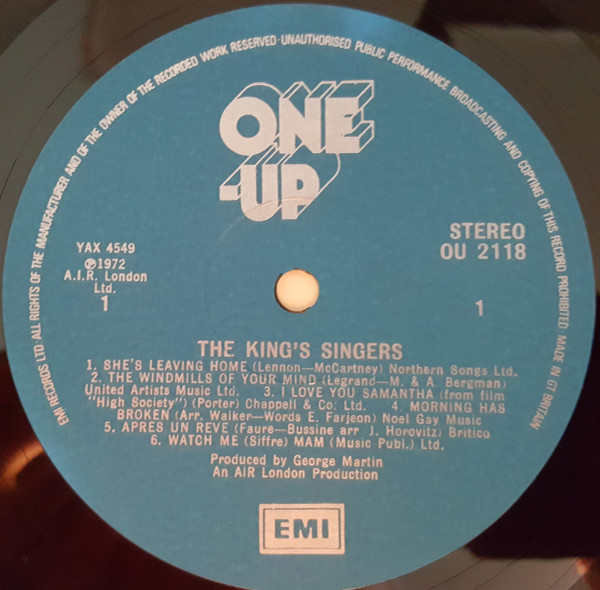 EMI RECORDS LTD·ALL RIGHTS OF THE MANUFACTURER AND OF THE OWNER OF THE RECORDED WORK RESERVED·UNAUTHORISED PUBLIC PERFORMANCE BROADCASTING AND COPYING OF THIS RECORD PROHIBITED·MADE IN GT BRITAIN
ONE
-UP
YAX 4549
℗1972
A.I.R. London
Ltd.
1
STEREO
OU 2118
1
THE KING'S SINGERS
1. SHE'S LEAVING HOME (Lennon—McCartney) Northern Songs Ltd.
2. THE WINDMILLS OF YOUR MIND (Legrand—M. & A. Bergman)
United Artists Music Ltd. 3. I LOVE YOU SAMANTHA (from film
"High Society") (Porter) Chappell & Co. Ltd. 4. MORNING HAS
BROKEN (Arr. Walker—Words E. Farjeon) Noel Gay Music
5. APRES UN REVE (Faure—Bussine arr J. Horovitz) Britico
6. WATCH ME (Siffre) MAM (Music Publ.) Ltd.
Produced by George Martin
An AIR London Production
EMI